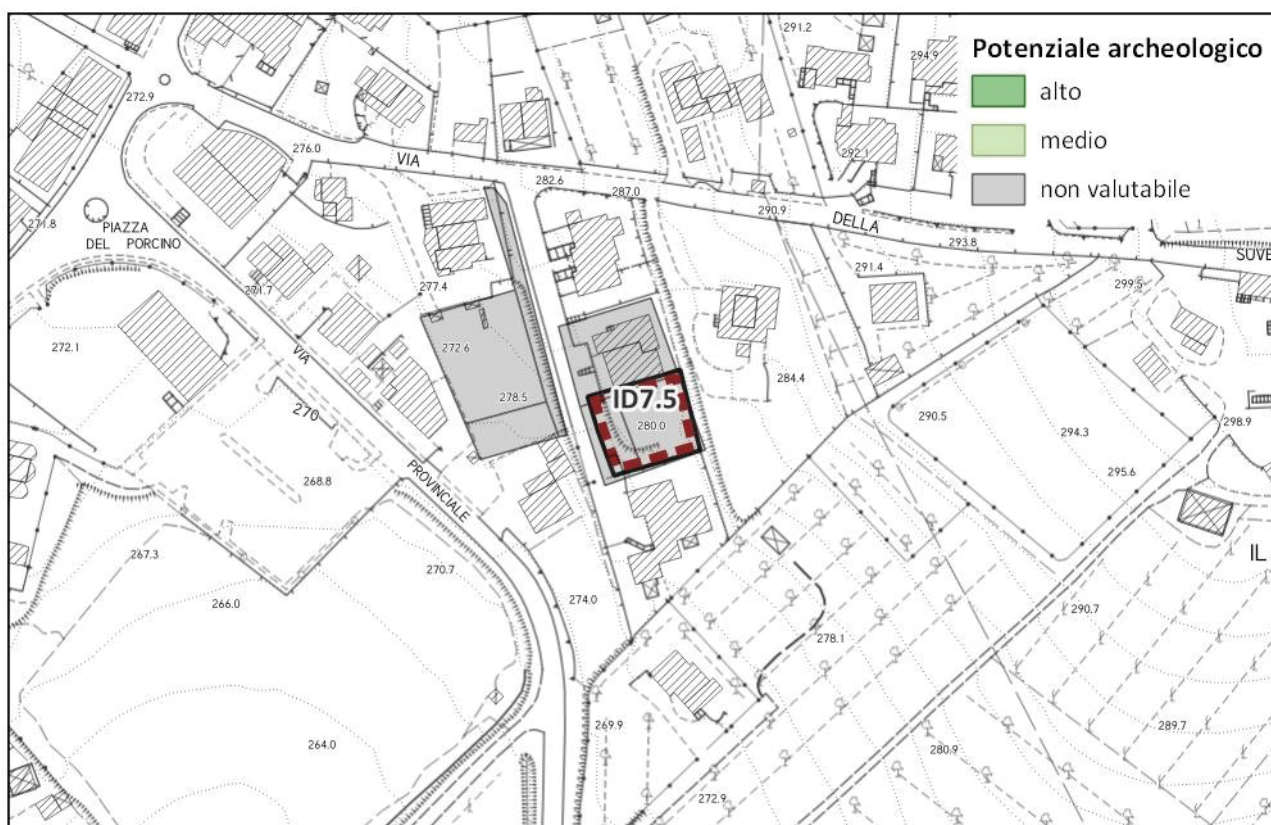 Potenziale archeologico
alto
medio
non valutabile
291.2
294.9
272.9
276.0
VIA
292.1
282.6
287.0
290.9
DELLA
271.8
PIAZZA
DEL PORCINO
293.8
SUVE
291.4
277.4
271.7
299.5
272.1
VIA
272.6
284.4
278.5
ID7.5
280.0
270
290.5
294.3
298.9
295.6
268.8
PROVINCIALE
267.3
270.7
IL
266.0
274.0
290.7
278.1
269.9
289.7
264.0
280.9
272.9